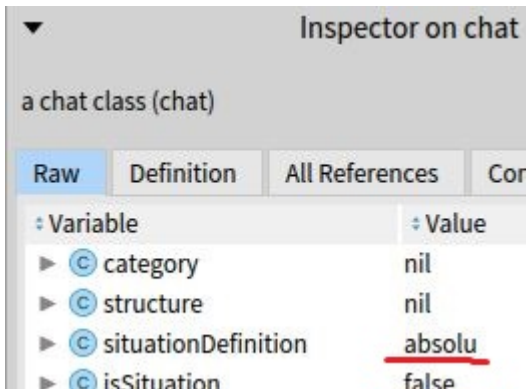 Inspector on chat
a chat class (chat)
Raw Definition All References
Variable Value
category nil
structure nil
situationDefinition absolu
isSituation false